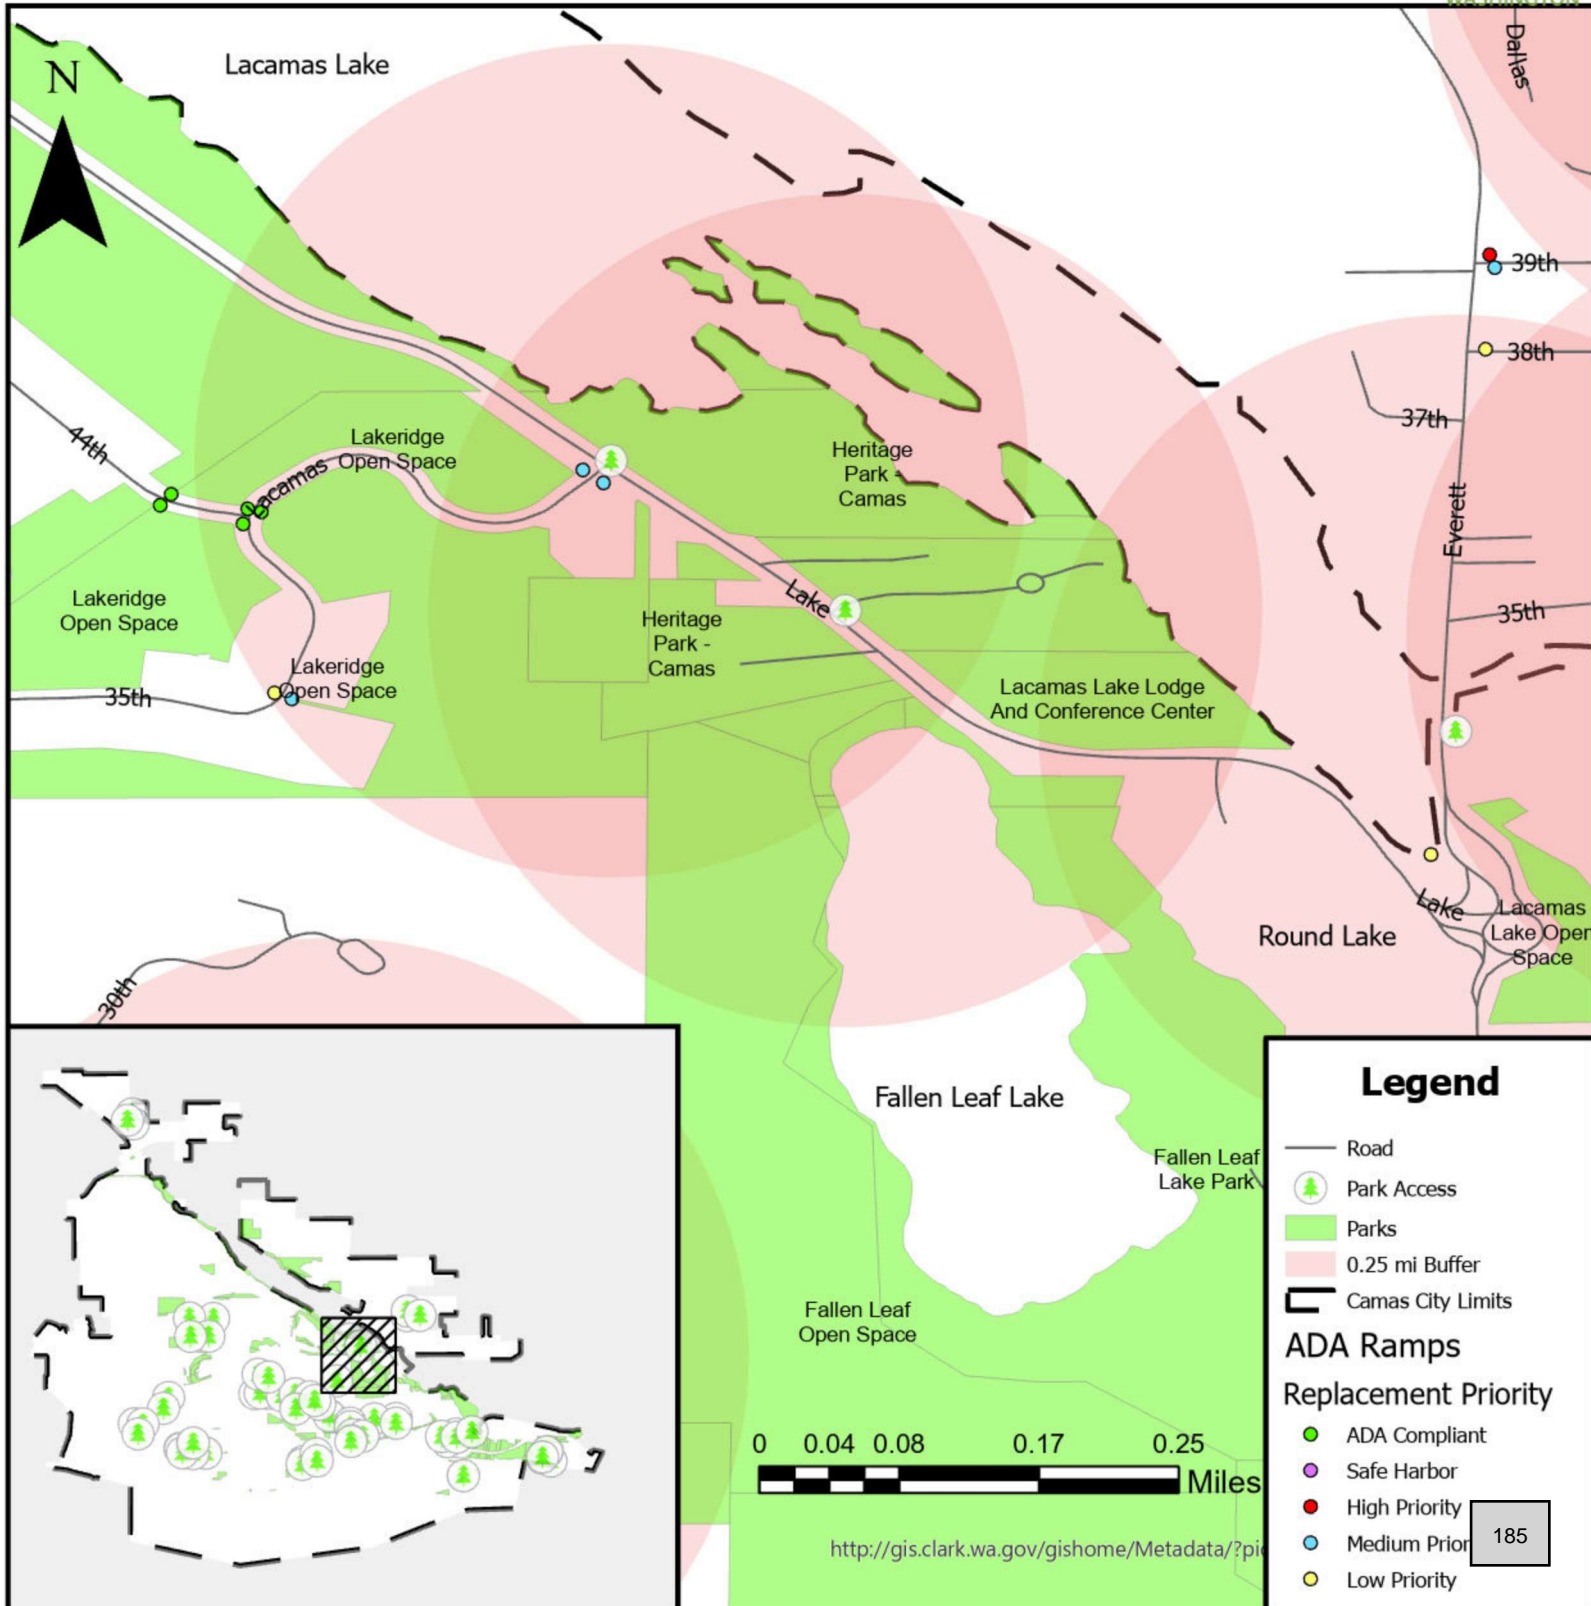 WASHINGTON
Dallas
Lacamas Lake
N
39th
38th
37th
44th
Lakeridge
Open Space
Lacamas
Heritage
Park -
Camas
Everett
Lake
35th
Lakeridge
Open Space
Heritage
Park -
Camas
Lakeridge
Open Space
35th
Lacamas Lake Lodge
And Conference Center
Lake
Lacamas
Lake Open
Space
Round Lake
30th
Fallen Leaf Lake
Fallen Leaf
Lake Park
Fallen Leaf
Open Space
0 0.04 0.08 0.17 0.25
Miles
http://gis.clark.wa.gov/gishome/Metadata/?pi
Legend
Road
Park Access
Parks
0.25 mi Buffer
Camas City Limits
ADA Ramps
Replacement Priority
ADA Compliant
Safe Harbor
High Priority
Medium Prior
Low Priority
185